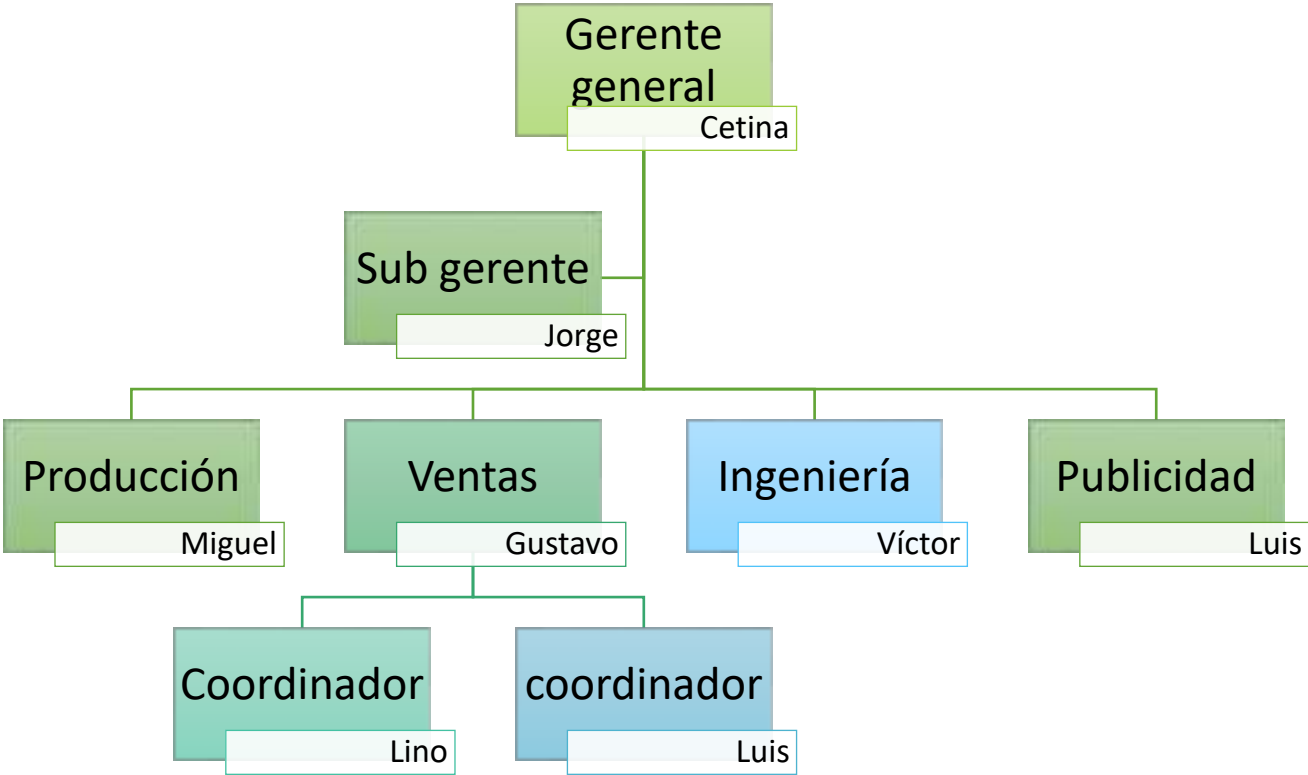 Gerente
general
Cetina
Sub gerente
Jorge
Producción
Miguel
Ventas
Gustavo
Ingeniería
Víctor
Publicidad
Luis
Coordinador
Lino
coordinador
Luis